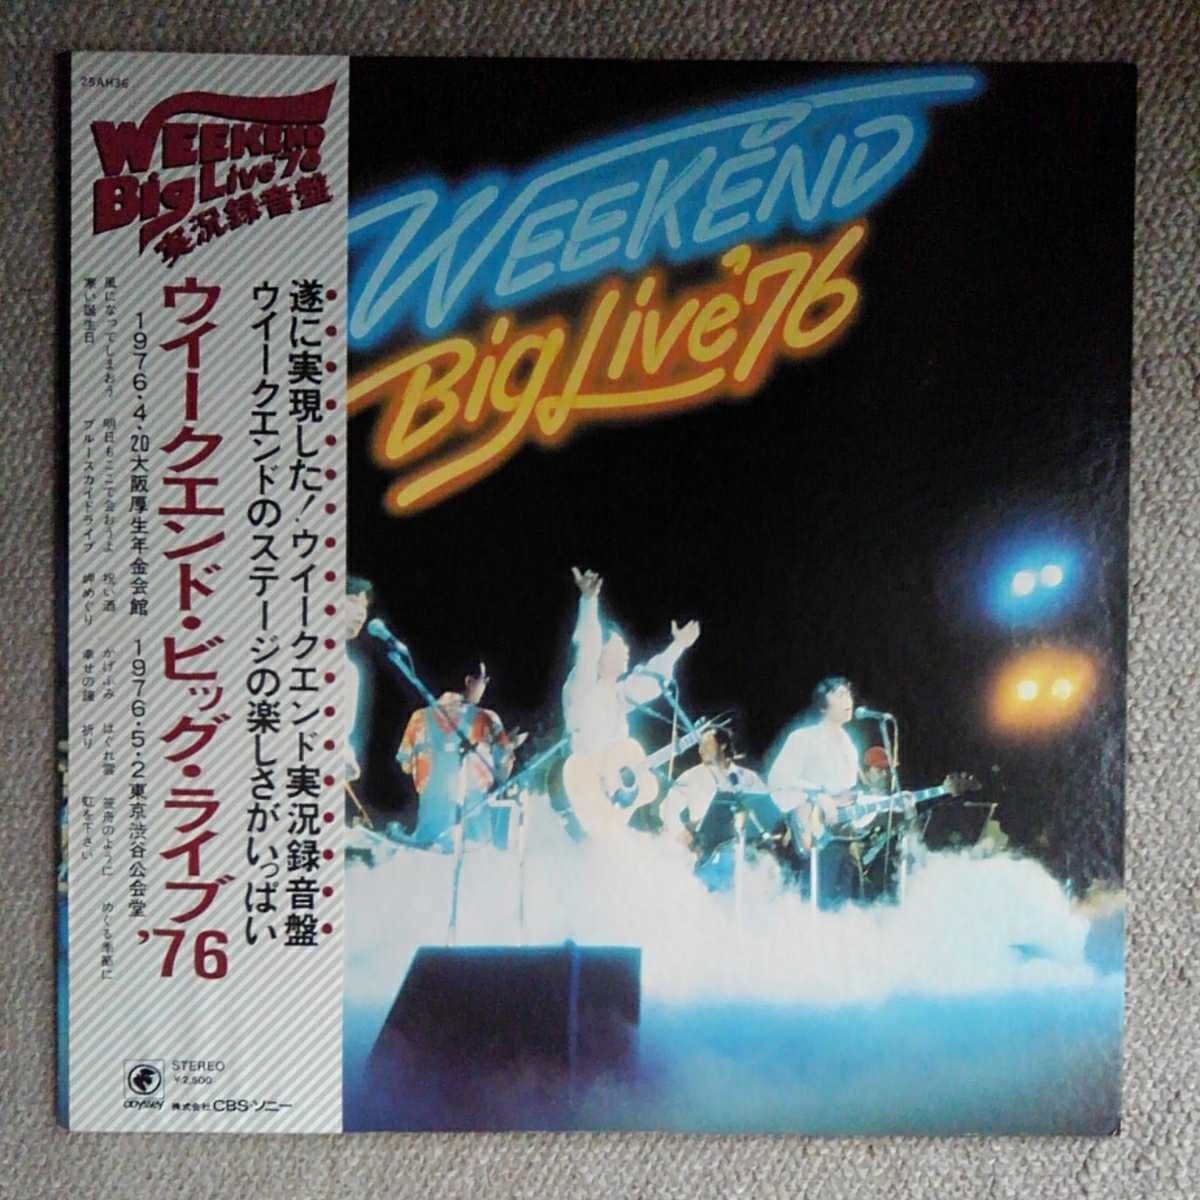 25AH36
WEEKEND
Big Live '76
実況録音盤
遂に実現した!ウイークエンド実況録音盤
ウイークエンドのステージの楽しさがいっぱい
ウイークエンド・ビッグ・ライブ '76
1976・4・20大阪厚生年金会館 1976・5・2東京渋谷公会堂
風になってしまおう 明日もここで会おうよ 祝い酒 かげふみ はぐれ雲 笹舟のように めぐる季節に
寒い誕生日 ブルースカイドライブ 岬めぐり 幸せの鐘 祈り 虹を下さい
odyssey
STEREO
¥2,500
株式会社CBS・ソニー
WEEKEND
Big Live '76